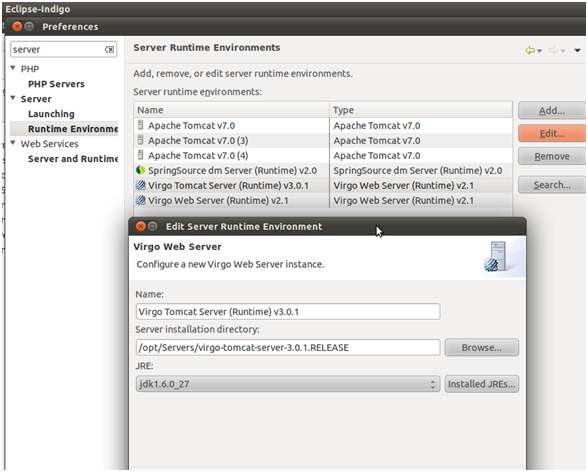 Eclipse-Indigo
Preferences
server
PHP
PHP Servers
Server
Launching
Runtime Environme
Web Services
Server and Runtime
Server Runtime Environments
Add, remove, or edit server runtime environments.
Server runtime environments:
Name Type
Apache Tomcat v7.0 Apache Tomcat v7.0
Apache Tomcat v7.0 (3) Apache Tomcat v7.0
Apache Tomcat v7.0 (4) Apache Tomcat v7.0
SpringSource dm Server (Runtime) v2.0 SpringSource dm Server (Runtime) v2.0
Virgo Tomcat Server (Runtime) v3.0.1 Virgo Web Server (Runtime) v2.1
Virgo Web Server (Runtime) v2.1 Virgo Web Server (Runtime) v2.1
Add...
Edit...
Remove
Search...
Edit Server Runtime Environment
Virgo Web Server
Configure a new Virgo Web Server instance.
Name:
Virgo Tomcat Server (Runtime) v3.0.1
Server installation directory:
/opt/Servers/virgo-tomcat-server-3.0.1.RELEASE Browse...
JRE:
jdk1.6.0_27 Installed JREs...